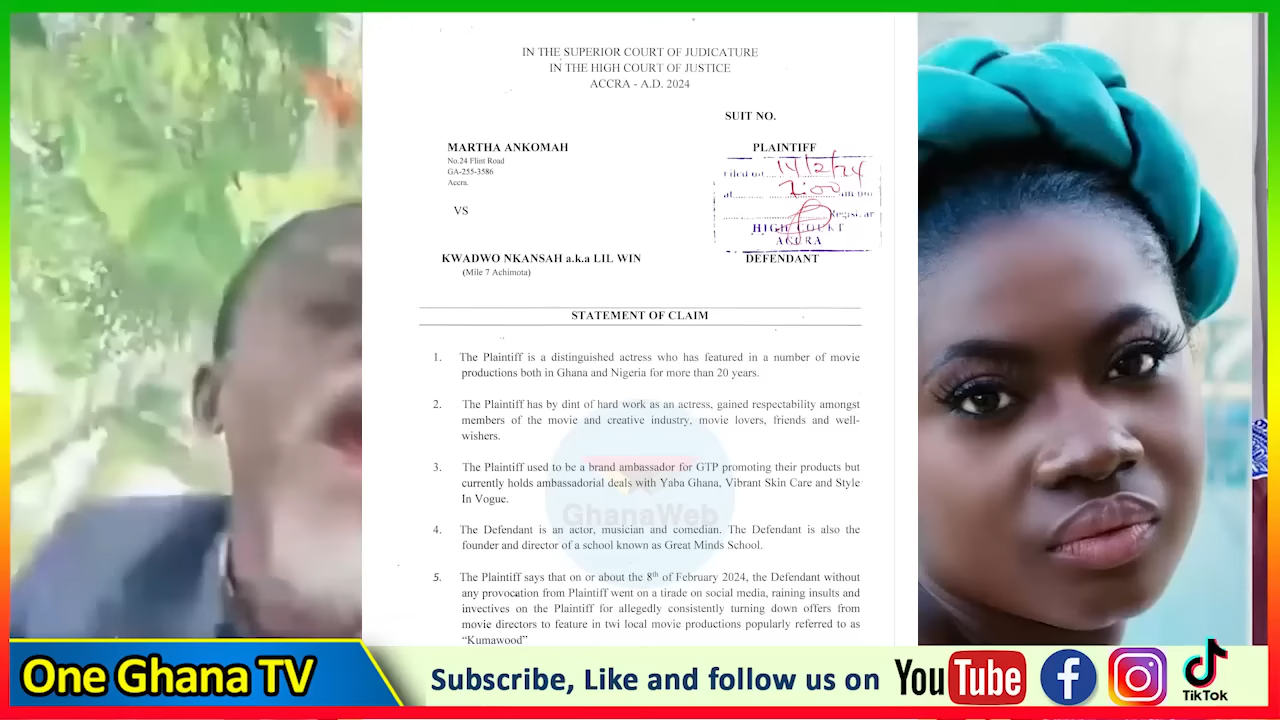 IN THE SUPERIOR COURT OF JUDICATURE
IN THE HIGH COURT OF JUSTICE
ACCRA - A.D. 2024
SUIT NO.
MARTHA ANKOMAH
PLAINTIFF
No.24 Flint Road
GA-255-3586
Accra.
14/2/24
at
2:00
Registrar
HIGH COURT
ACCRA
VS
KWADWO NKANSAH a.k.a LIL WIN
DEFENDANT
(Mile 7 Achimota)
STATEMENT OF CLAIM
1. The Plaintiff is a distinguished actress who has featured in a number of movie
productions both in Ghana and Nigeria for more than 20 years.
2. The Plaintiff has by dint of hard work as an actress, gained respectability amongst
members of the movie and creative industry, movie lovers, friends and well-
wishers.
3. The Plaintiff used to be a brand ambassador for GTP promoting their products but
currently holds ambassadorial deals with Yaba Ghana, Vibrant Skin Care and Style
In Vogue.
GhanaWeb
4. The Defendant is an actor, musician and comedian. The Defendant is also the
founder and director of a school known as Great Minds School.
5. The Plaintiff says that on or about the 8th of February 2024, the Defendant without
any provocation from Plaintiff went on a tirade on social media, raining insults and
invectives on the Plaintiff for allegedly consistently turning down offers from
movie directors to feature in twi local movie productions popularly referred to as
“Kumawood”
One Ghana TV
Subscribe, Like and follow us on YouTube
TikTok